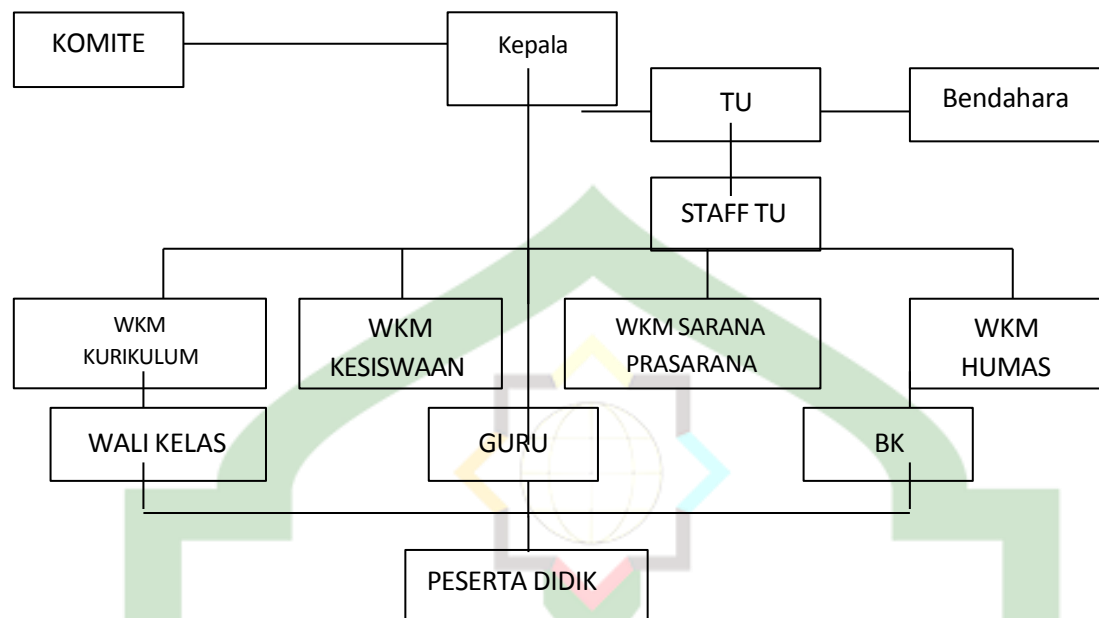 KOMITE
Kepala
TU
Bendahara
STAFF TU
WKM
KURIKULUM
WKM
KESISWAAN
WKM SARANA
PRASARANA
WKM
HUMAS
WALI KELAS
GURU
BK
PESERTA DIDIK